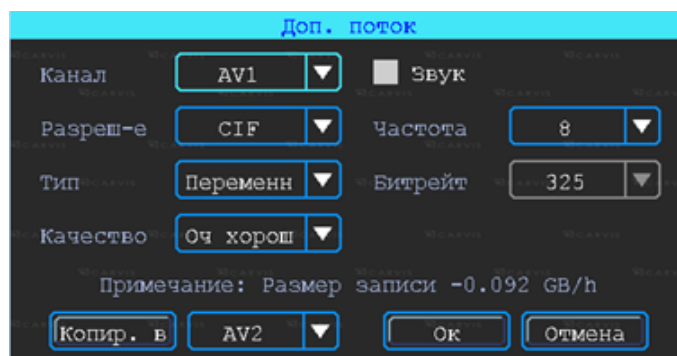 Доп. поток
Канал AV1 Звук
Разреш-е CIF Частота 8
Тип Переменн Битрейт 325
Качество Оч хорош
Примечание: Размер записи -0.092 GB/h
Копир. в AV2 Ок Отмена